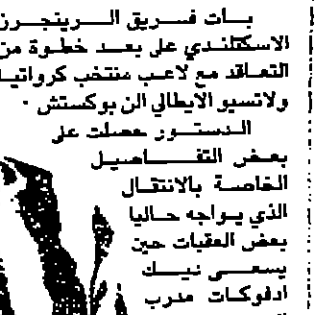 بات فريق الرينجرز
الاسكتلندي على بعد خطوة من
التعاقد مع لاعب منتخب كرواتيا
ولاتسيو الايطالي الن بوكستش ·
الدستور حصلت على
بعض التفاصيل
الخاصة بالانتقال
الذي يواجه حاليا
بعض العقبات حين
يسعى نيك
ادفوكات مدرب